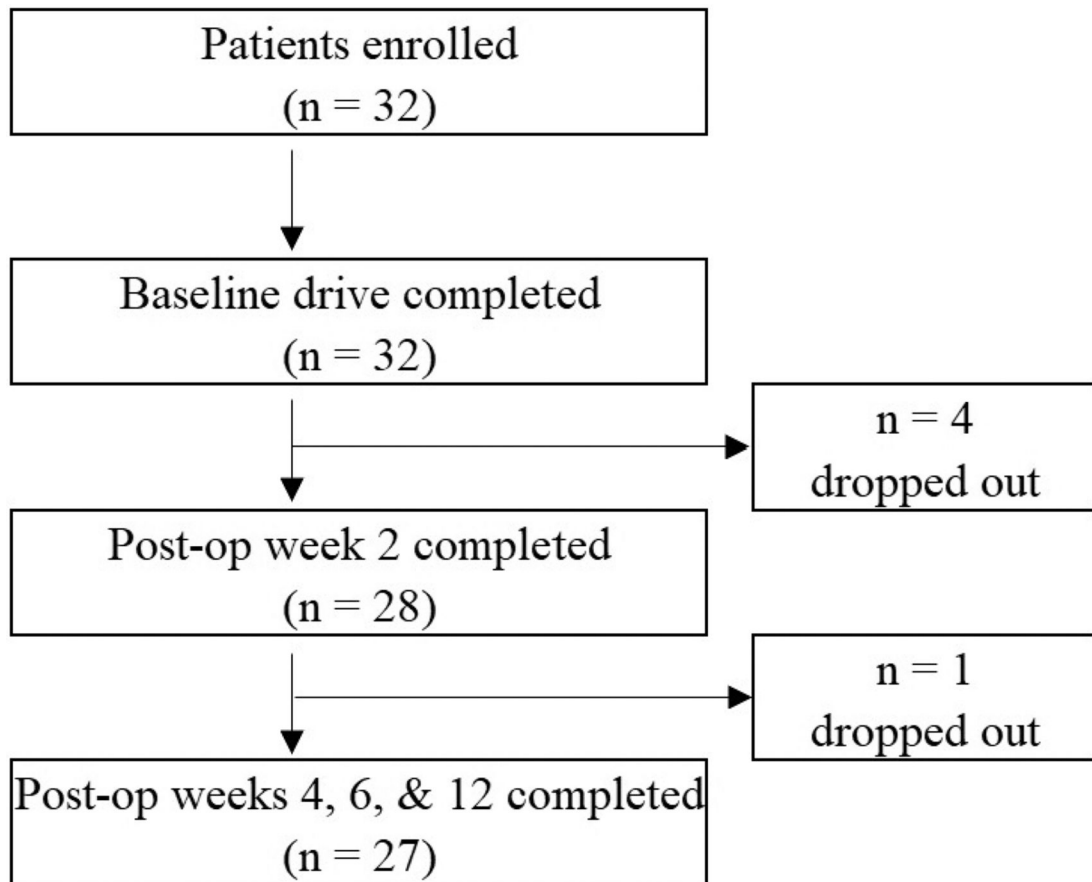 Patients enrolled
(n = 32)
Baseline drive completed
(n = 32)
n = 4
dropped out
Post-op week 2 completed
(n = 28)
n = 1
dropped out
Post-op weeks 4, 6, & 12 completed
(n = 27)